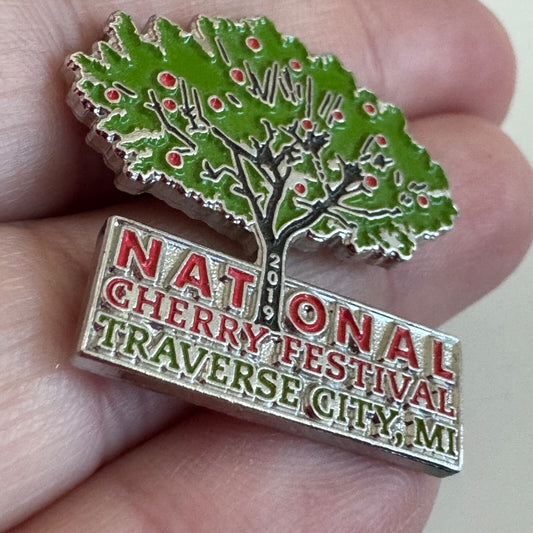 2019
NATIONAL
CHERRY FESTIVAL
TRAVERSE CITY, MI